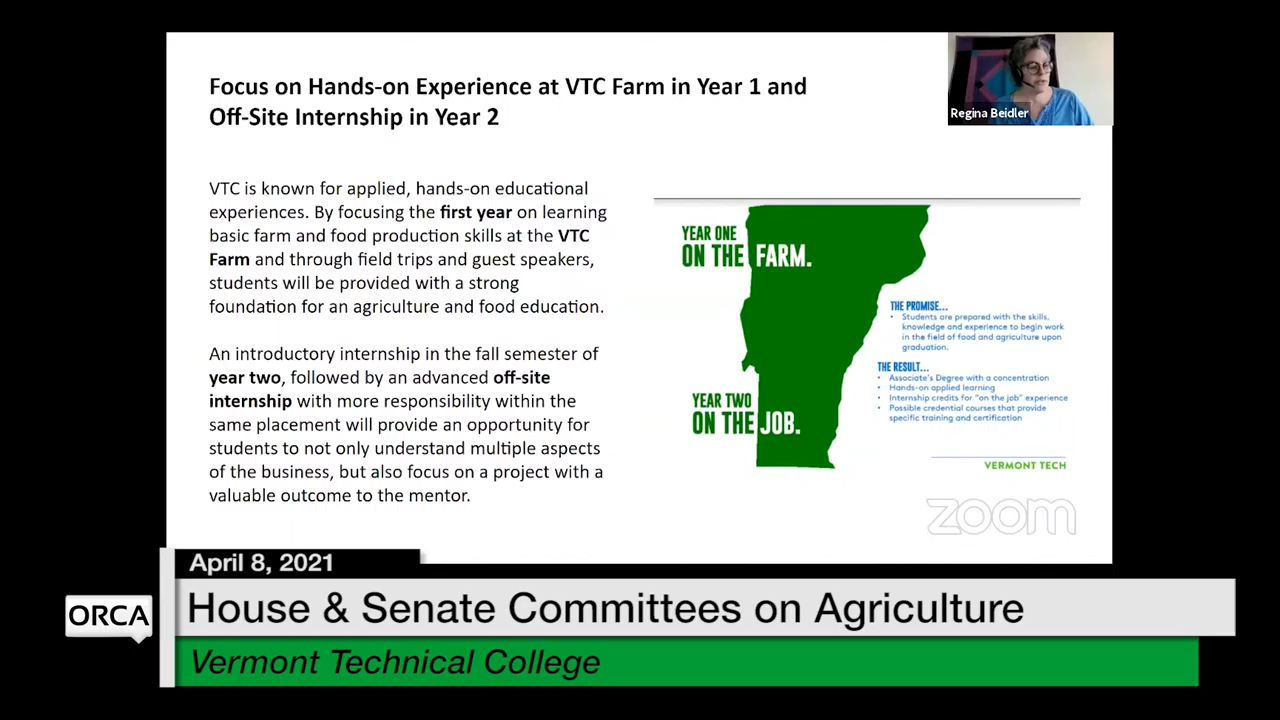 Focus on Hands-on Experience at VTC Farm in Year 1 and
Off-Site Internship in Year 2
Regina Beidler
VTC is known for applied, hands-on educational
experiences. By focusing the first year on learning
basic farm and food production skills at the VTC
Farm and through field trips and guest speakers,
students will be provided with a strong
foundation for an agriculture and food education.
An introductory internship in the fall semester of
year two, followed by an advanced off-site
internship with more responsibility within the
same placement will provide an opportunity for
students to not only understand multiple aspects
of the business, but also focus on a project with a
valuable outcome to the mentor.
YEAR ONE
ON THE FARM.
THE PROMISE...
• Students are prepared with the skills,
knowledge and experience to begin work
in the field of food and agriculture upon
graduation.
THE RESULT...
• Associate's Degree with a concentration
• Hands-on applied learning
• Internship credits for "on the job" experience
• Possible credential courses that provide
specific training and certification
YEAR TWO
ON THE JOB.
VERMONT TECH
zoom
April 8, 2021
ORCA
House & Senate Committees on Agriculture
Vermont Technical College